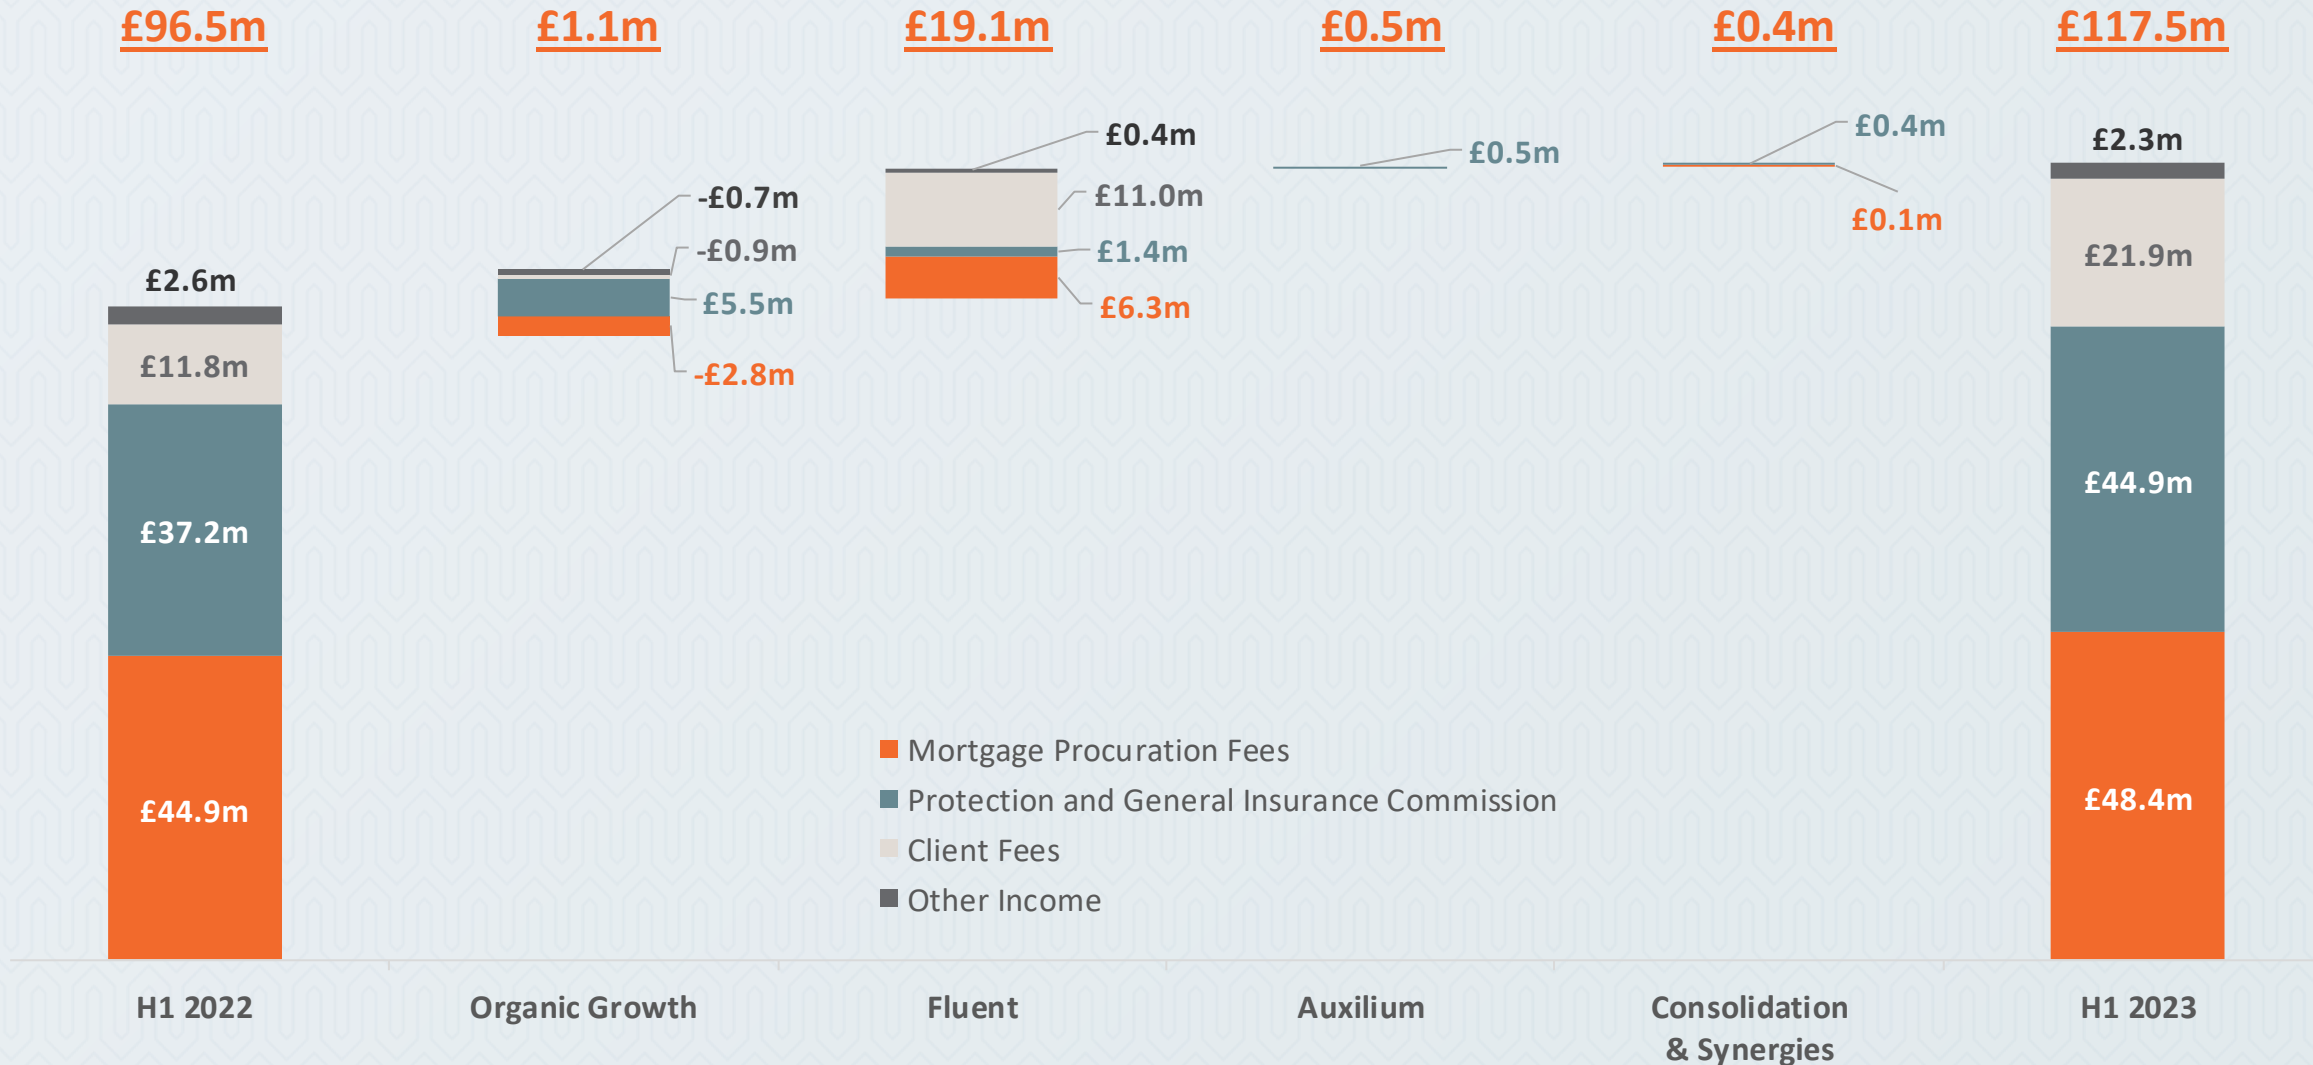 £96.5m
£1.1m
£19.1m
£0.5m
£0.4m
£117.5m
£2.6m
£11.8m
£37.2m
£44.9m
-£0.7m
-£0.9m
£5.5m
-£2.8m
£0.4m
£11.0m
£1.4m
£6.3m
£0.5m
£0.4m
£0.1m
£2.3m
£21.9m
£44.9m
£48.4m
Mortgage Procuration Fees
Protection and General Insurance Commission
Client Fees
Other Income
H1 2022
Organic Growth
Fluent
Auxilium
Consolidation
& Synergies
H1 2023